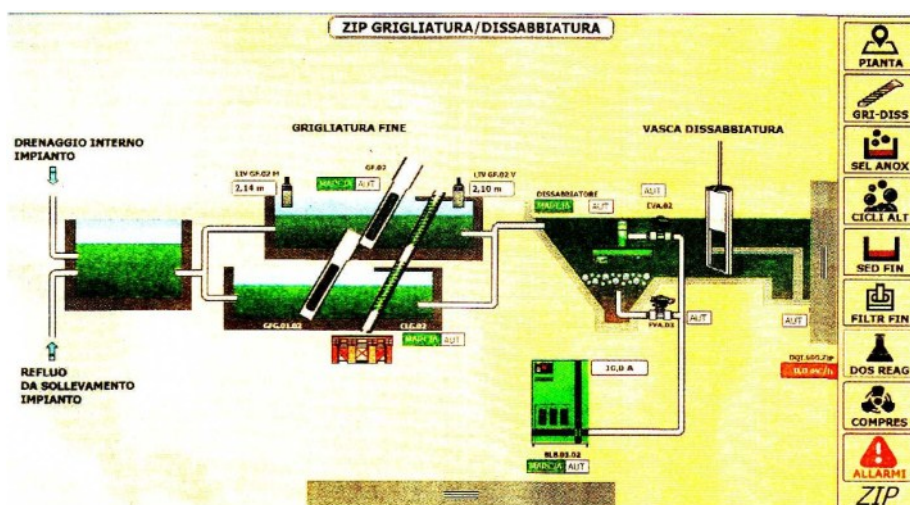 ZIP GRIGLIATURA/DISSABBIATURA
PIANTA
GRI-DISS
SEL ANOX
CICLI ALT
SED FIN
FILTR FIN
DOS REAG
COMPRES
ALLARMI
ZIP
GRIGLIATURA FINE
VASCA DISSABBIATURA
DRENAGGIO INTERNO
IMPIANTO
LIV GF.02 M
2,14 m
GF.02
MARCIA AUT
LIV GF.02 V
2,10 m
DISSABBIATORE
MARCIA AUT
AUT
EVA.02
GFG.01.02
CLG.02
MARCIA AUT
AUT
AUT
REFLUO
DA SOLLEVAMENTO
IMPIANTO
MARCIA AUT